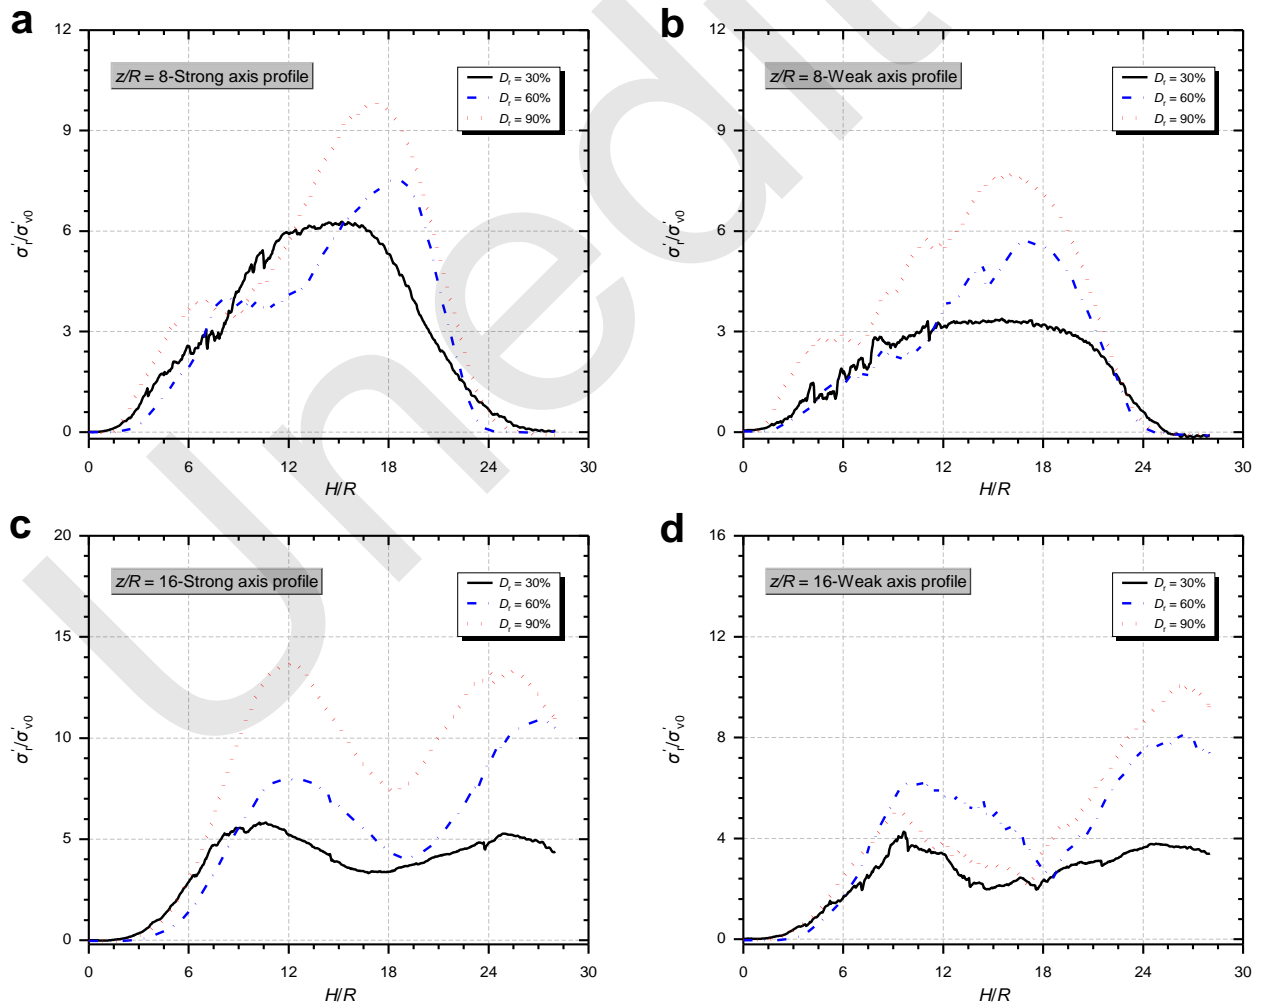 a
12
9
6
3
0
z/R = 8-Strong axis profile
Dr = 30%
Dr = 60%
Dr = 90%
σ'r/σ'v0
0 6 12 18 24 30
H/R
b
12
9
6
3
0
z/R = 8-Weak axis profile
Dr = 30%
Dr = 60%
Dr = 90%
σ'r/σ'v0
0 6 12 18 24 30
H/R
c
20
15
10
5
0
z/R = 16-Strong axis profile
Dr = 30%
Dr = 60%
Dr = 90%
σ'r/σ'v0
0 6 12 18 24 30
H/R
d
16
12
8
4
0
z/R = 16-Weak axis profile
Dr = 30%
Dr = 60%
Dr = 90%
σ'r/σ'v0
0 6 12 18 24 30
H/R
Unedit